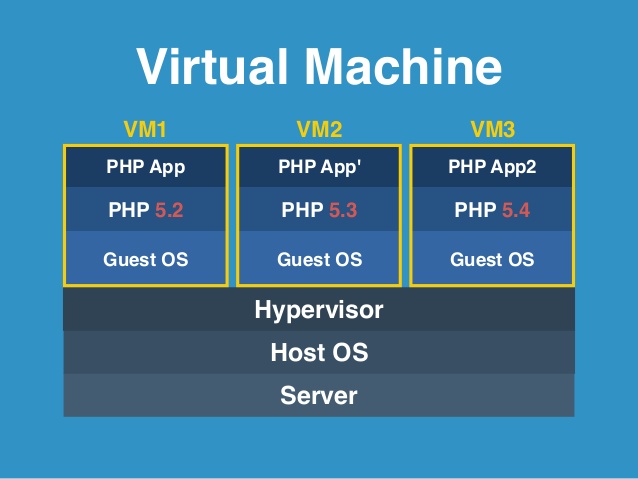 Virtual Machine
VM1 VM2 VM3
PHP App PHP App' PHP App2
PHP 5.2 PHP 5.3 PHP 5.4
Guest OS Guest OS Guest OS
Hypervisor
Host OS
Server